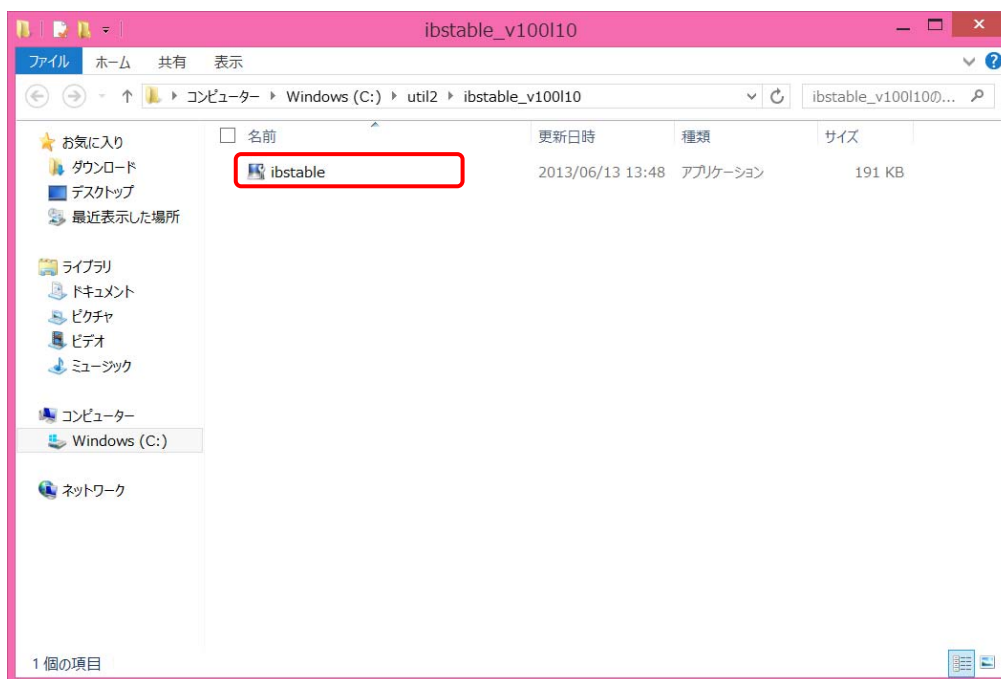 ibstable_v100l10
ファイル ホーム 共有 表示
コンピューター Windows (C:) util2 ibstable_v100l10 ibstable_v100l10の...
名前 更新日時 種類 サイズ
ibstable 2013/06/13 13:48 アプリケーション 191 KB
お気に入り
ダウンロード
デスクトップ
最近表示した場所
ライブラリ
ドキュメント
ピクチャ
ビデオ
ミュージック
コンピューター
Windows (C:)
ネットワーク
1 個の項目